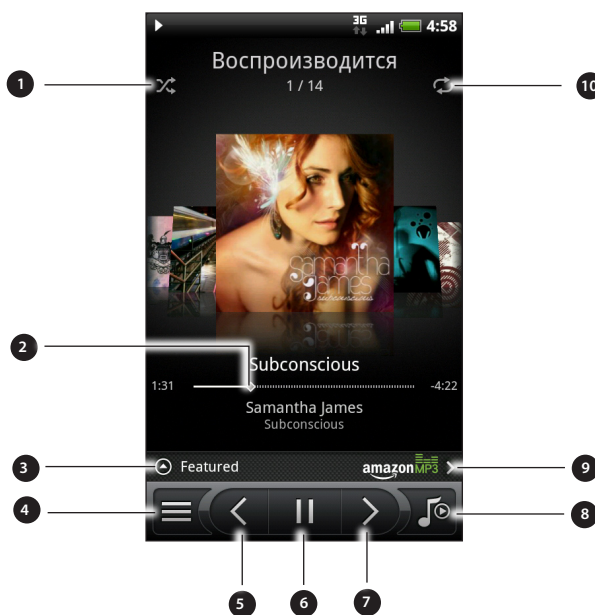 3G 4:58
Воспроизводится
1 / 14
1
10
samantha
james
subconscious
2
Subconscious
1:31 -4:22
Samantha James
Subconscious
3
Featured
amazonMP3
9
4
8
5
6
7